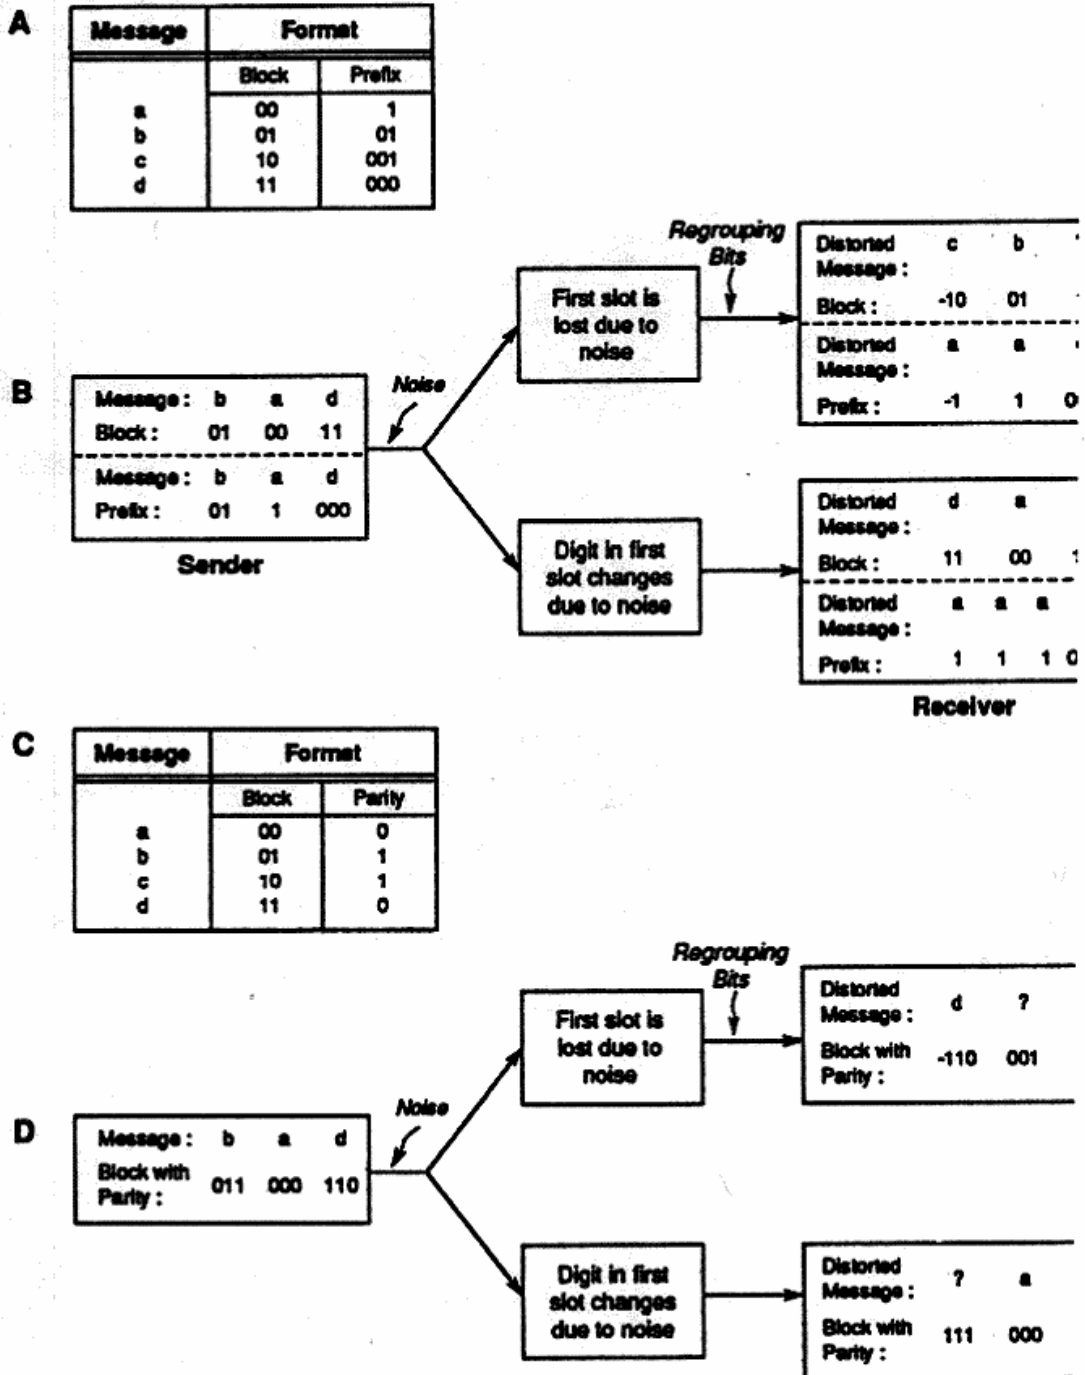 A
Message Format
Block Prefix
a 00 1
b 01 01
c 10 001
d 11 000
B
Message : b a d
Block : 01 00 11
Message : b a d
Prefix : 01 1 000
Sender
Noise
First slot is
lost due to
noise
Regrouping
Bits
Distorted c b
Message :
Block : -10 01
Distorted a a
Message :
Prefix : -1 1 0
Digit in first
slot changes
due to noise
Distorted d a
Message :
Block : 11 00
Distorted a a a
Message :
Prefix : 1 1 1 0
Receiver
C
Message Format
Block Parity
a 00 0
b 01 1
c 10 1
d 11 0
D
Message : b a d
Block with
Parity : 011 000 110
Noise
First slot is
lost due to
noise
Regrouping
Bits
Distorted
Message : d ?
Block with
Parity : -110 001
Digit in first
slot changes
due to noise
Distorted
Message : ? a
Block with
Parity : 111 000